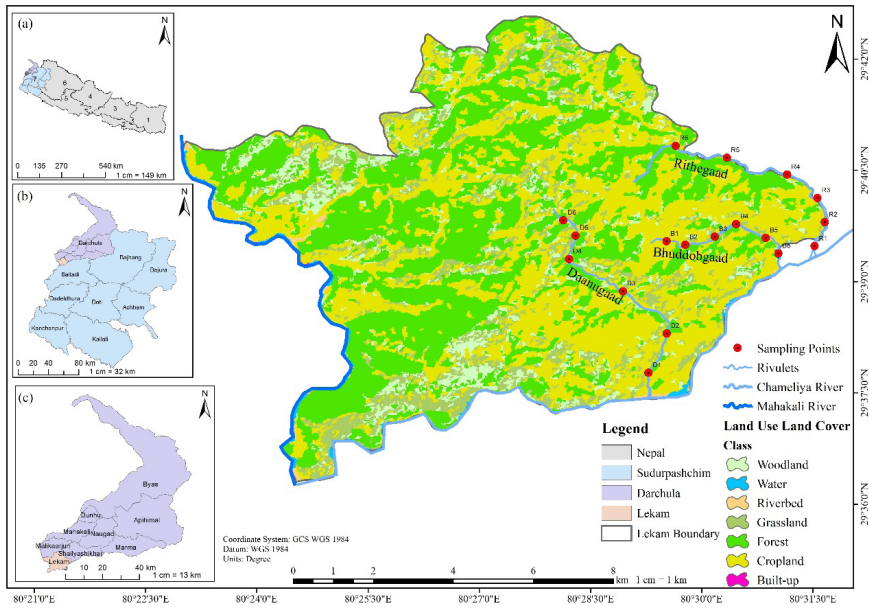 (a)
N
7
6
5
4
3
2
1
0 135 270 540 km
1 cm = 149 km
(b)
N
Darchula
Baitadi
Bajhang
Bajura
Dadeldhura
Doti
Achham
Kanchanpur
Kailali
0 20 40 80 km
1 cm = 32 km
(c)
N
Byas
Dunhu
Apihimal
Mahakali
Naugad
Malikaarjun
Shailyashikhar
Marma
Lekam
0 10 20 40 km
1 cm = 13 km
N
R6
R5
Rithegaad
R4
R3
R2
R1
D6
D5
D4
Daanugaad
D3
D2
D1
B1
B2
B3
B4
B5
B6
Bhuddobgaad
Sampling Points
Rivulets
Chameliya River
Mahakali River
Legend
Nepal
Sudurpashchim
Darchula
Lekam
Lekam Boundary
Land Use Land Cover
Class
Woodland
Water
Riverbed
Grassland
Forest
Cropland
Built-up
Coordinate System: GCS WGS 1984
Datum: WGS 1984
Units: Degree
0 1 2 4 6 8
km 1 cm = 1 km
29°42'0"N
29°40'0"N
29°39'0"N
29°37'30"N
29°36'0"N
80°21'0"E 80°22'30"E 80°24'0"E 80°25'30"E 80°27'0"E 80°28'30"E 80°30'0"E 80°31'30"E